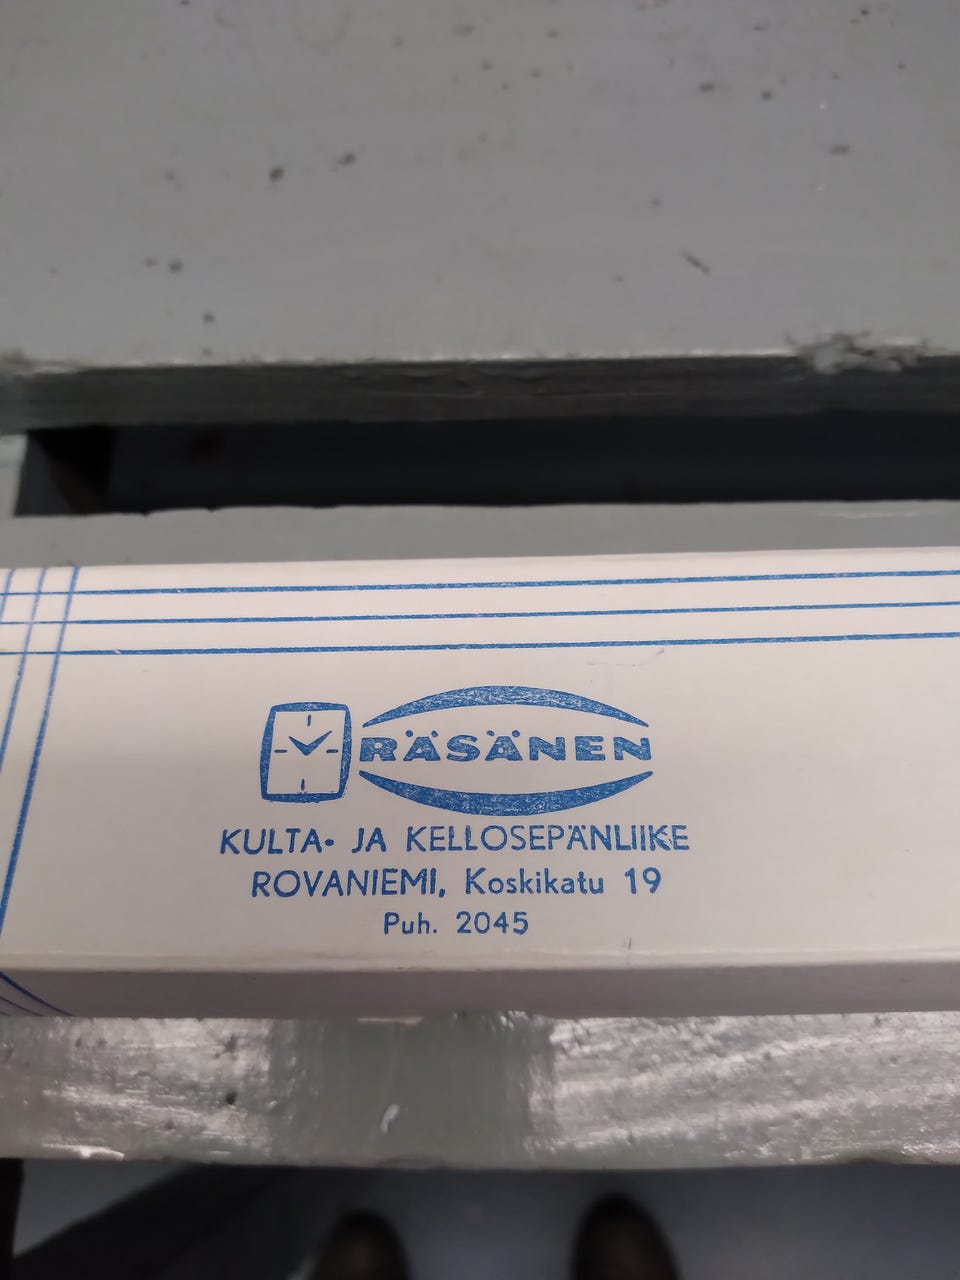 RÄSÄNEN
KULTA- JA KELLOSEPÄNLIIKE
ROVANIEMI, Koskikatu 19
Puh. 2045